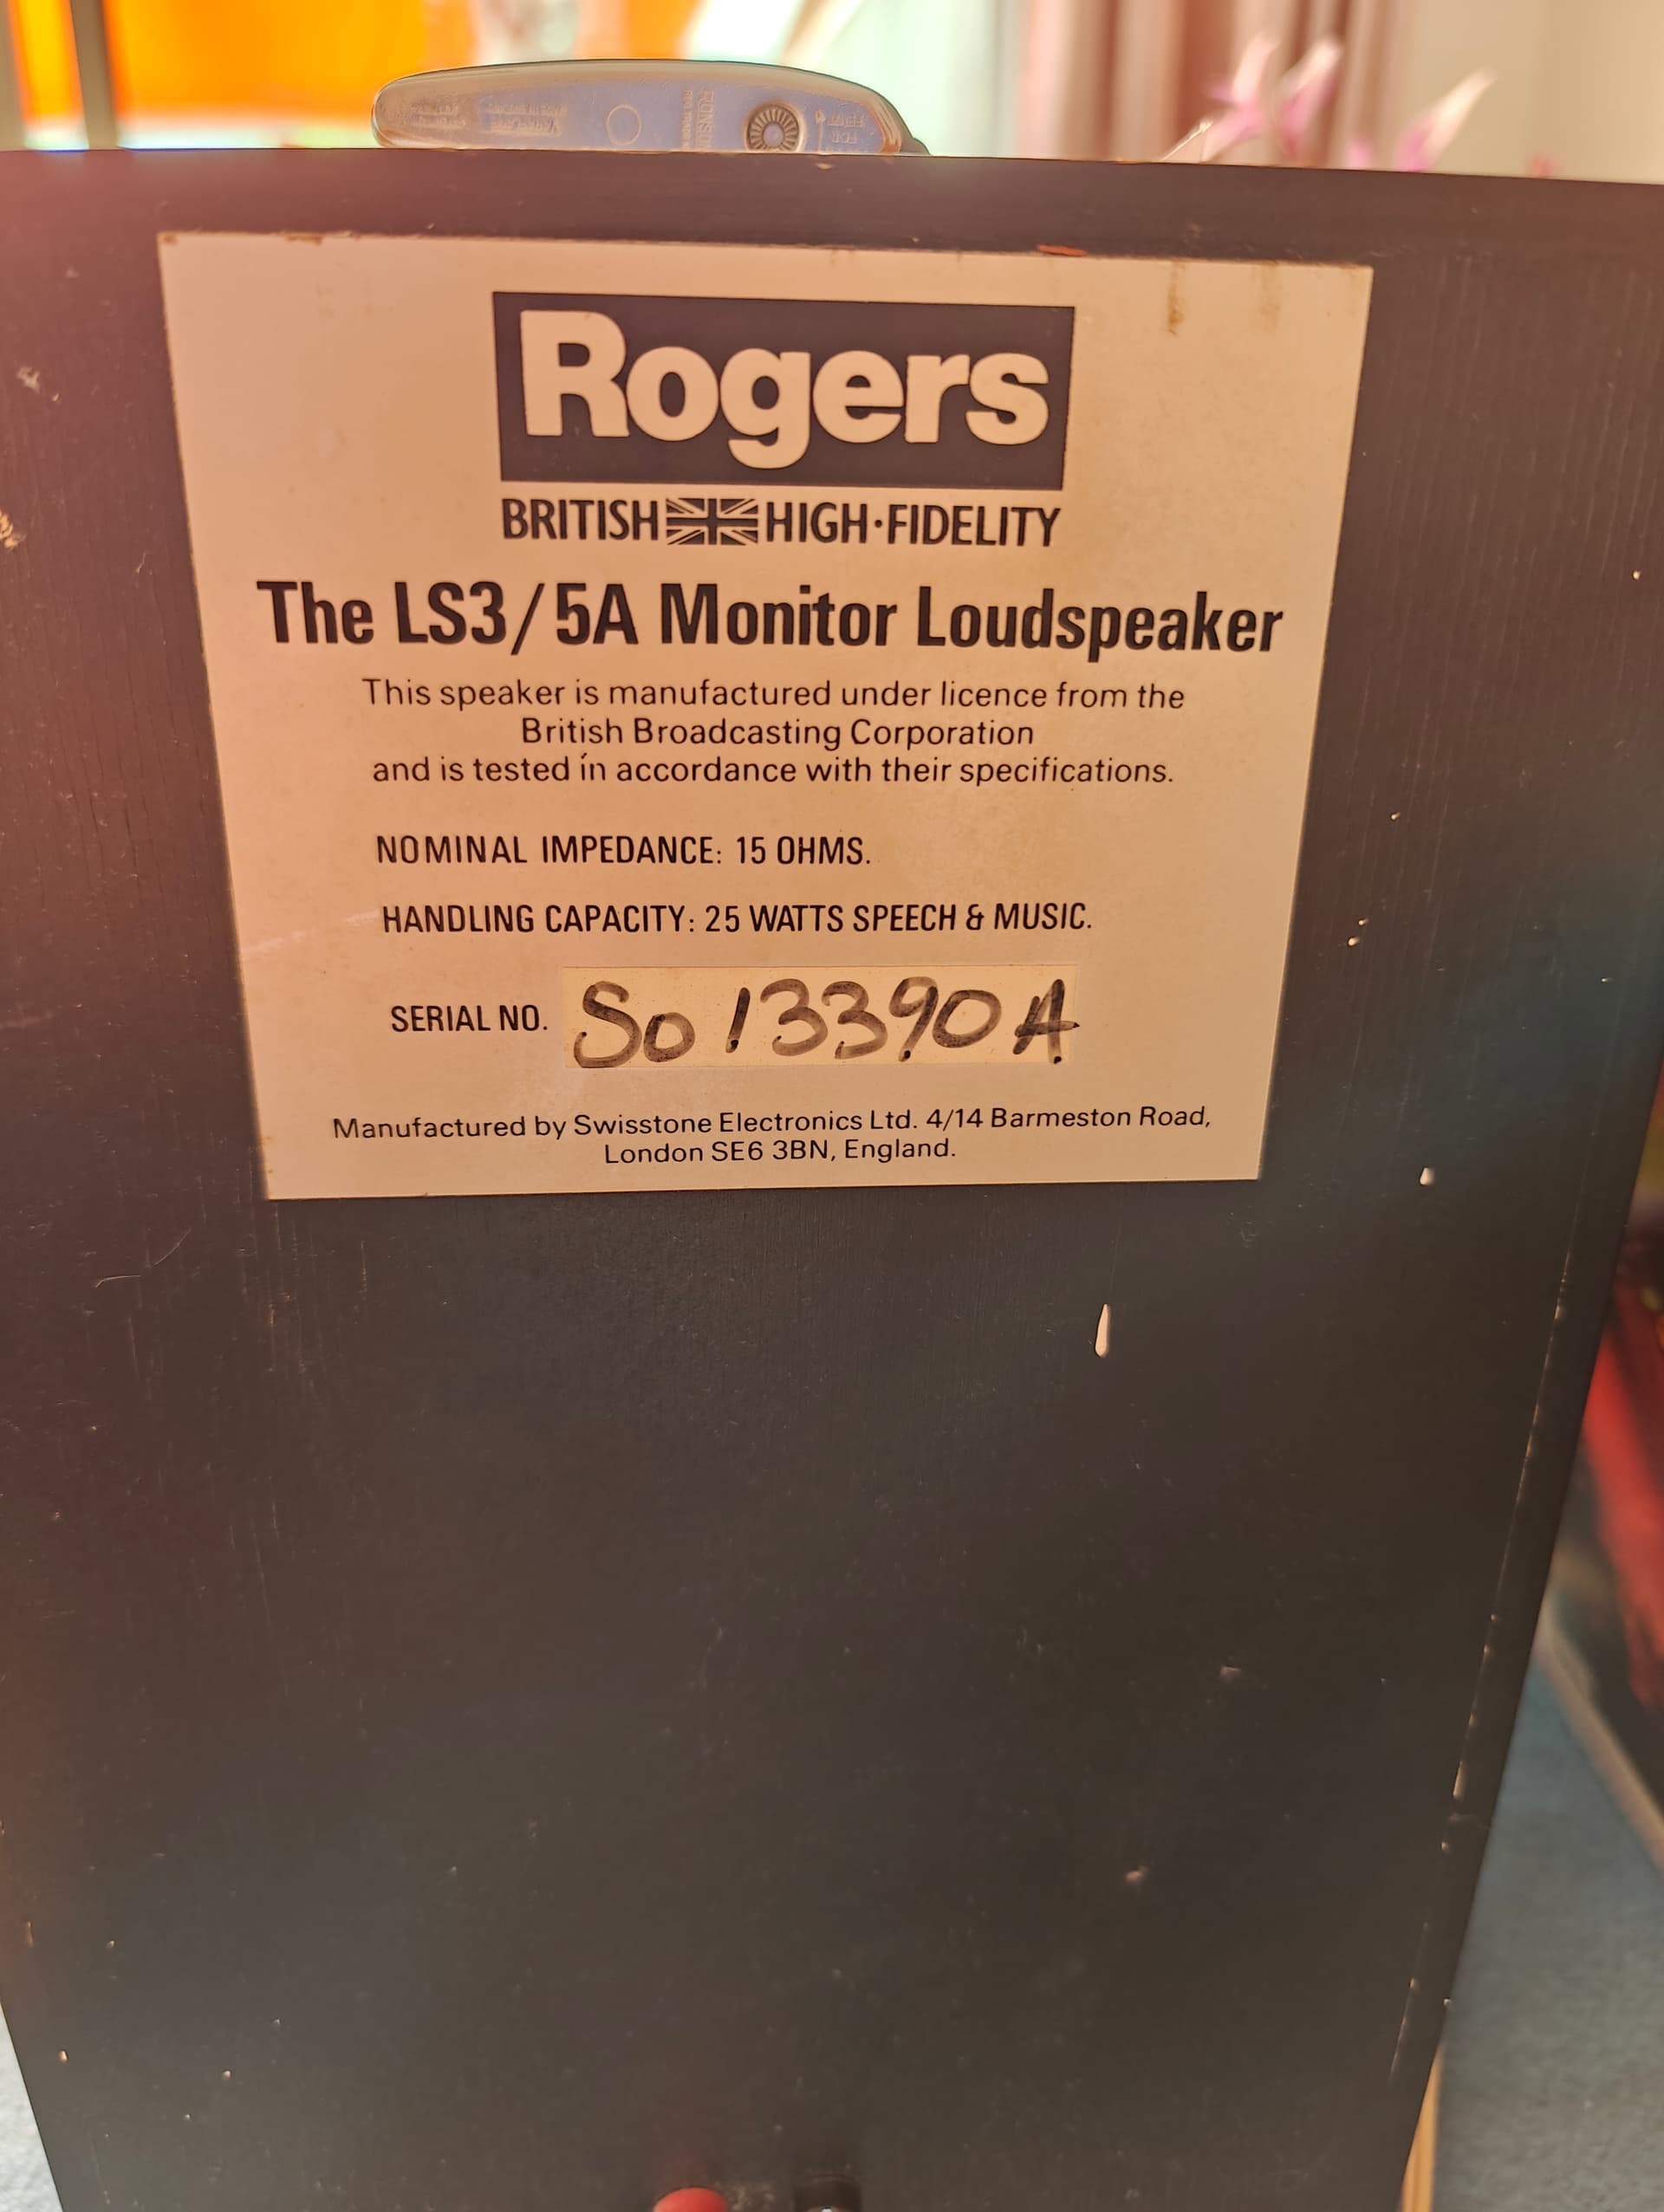 Rogers
BRITISH HIGH·FIDELITY
The LS3/5A Monitor Loudspeaker
This speaker is manufactured under licence from the
British Broadcasting Corporation
and is tested in accordance with their specifications.
NOMINAL IMPEDANCE: 15 OHMS.
HANDLING CAPACITY: 25 WATTS SPEECH & MUSIC.
SERIAL NO. So 13390 A
Manufactured by Swisstone Electronics Ltd. 4/14 Barmeston Road,
London SE6 3BN, England.